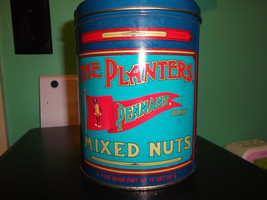 THE PLANTERS
PENNANT
MIXED NUTS